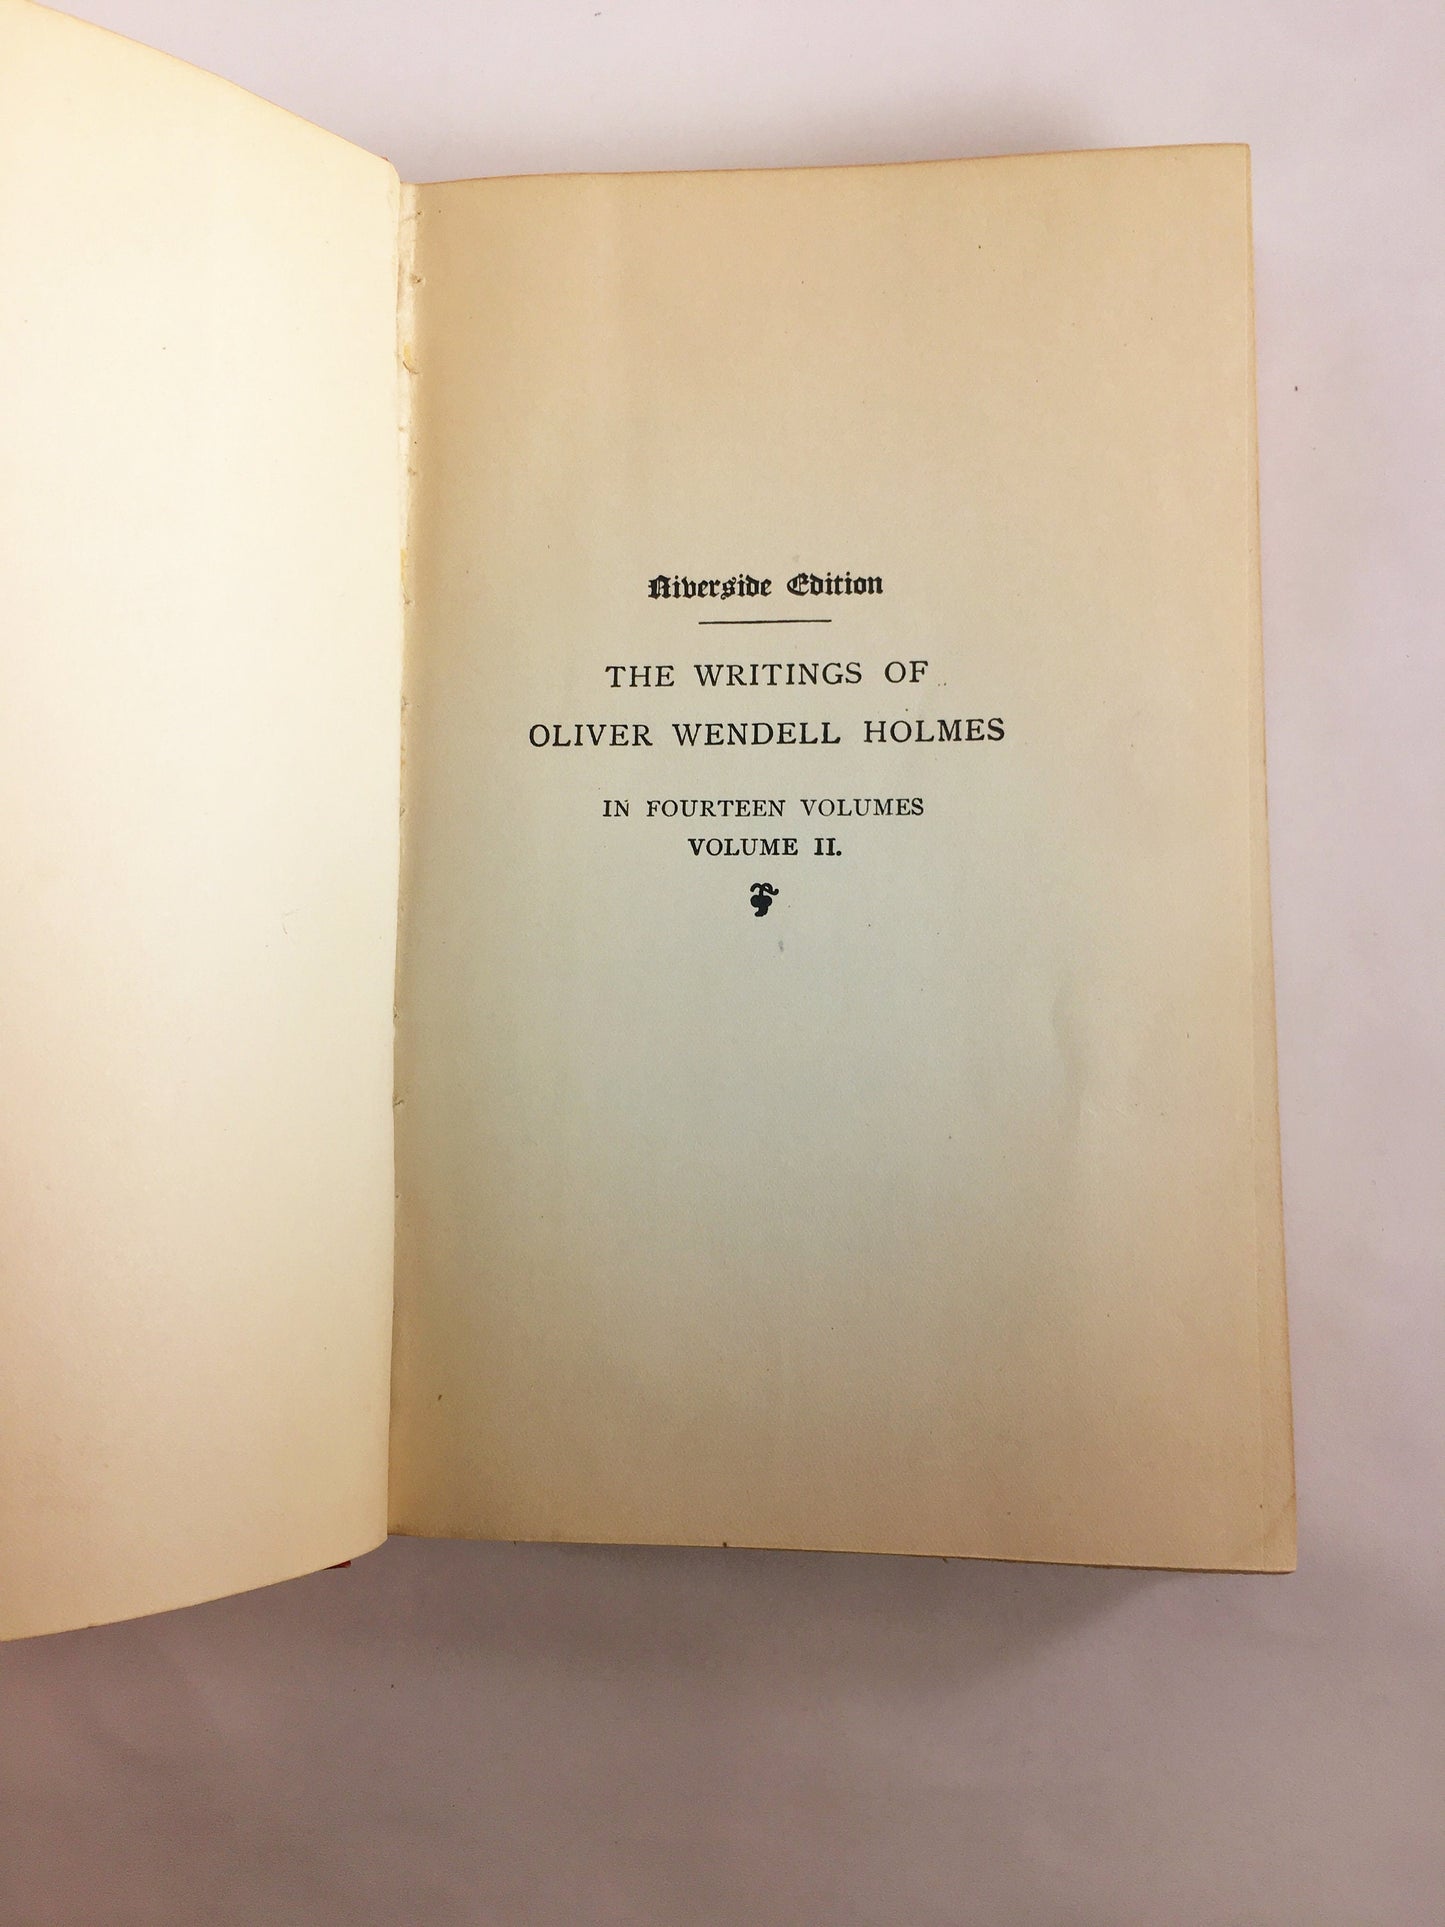 Riverside Edition
THE WRITINGS OF
OLIVER WENDELL HOLMES
IN FOURTEEN VOLUMES
VOLUME II.